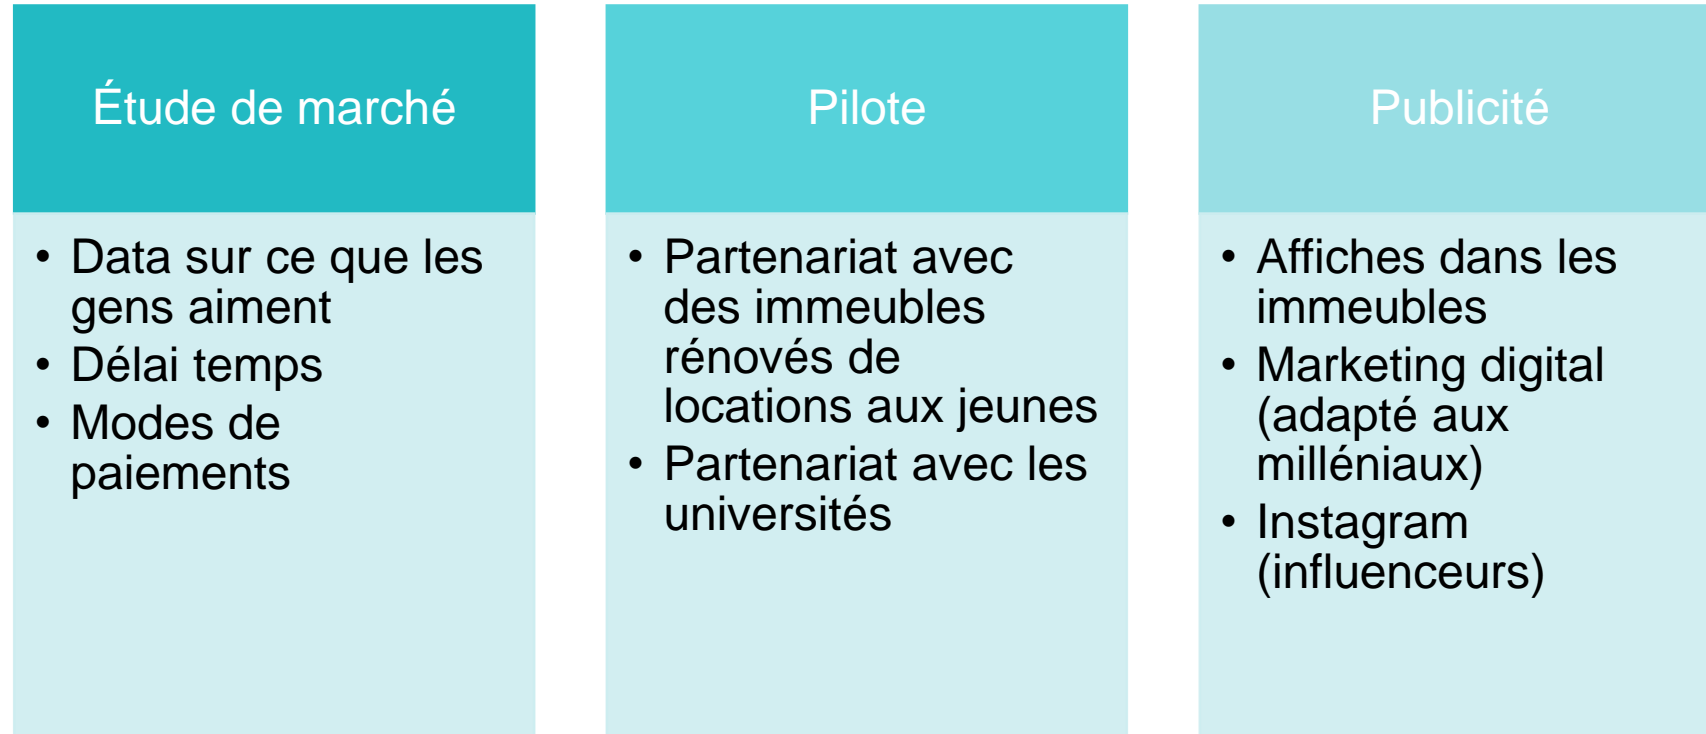 Étude de marché
• Data sur ce que les
gens aiment
• Délai temps
• Modes de
paiements
Pilote
• Partenariat avec
des immeubles
rénovés de
locations aux jeunes
• Partenariat avec les
universités
Publicité
• Affiches dans les
immeubles
• Marketing digital
(adapté aux
milléniaux)
• Instagram
(influenceurs)